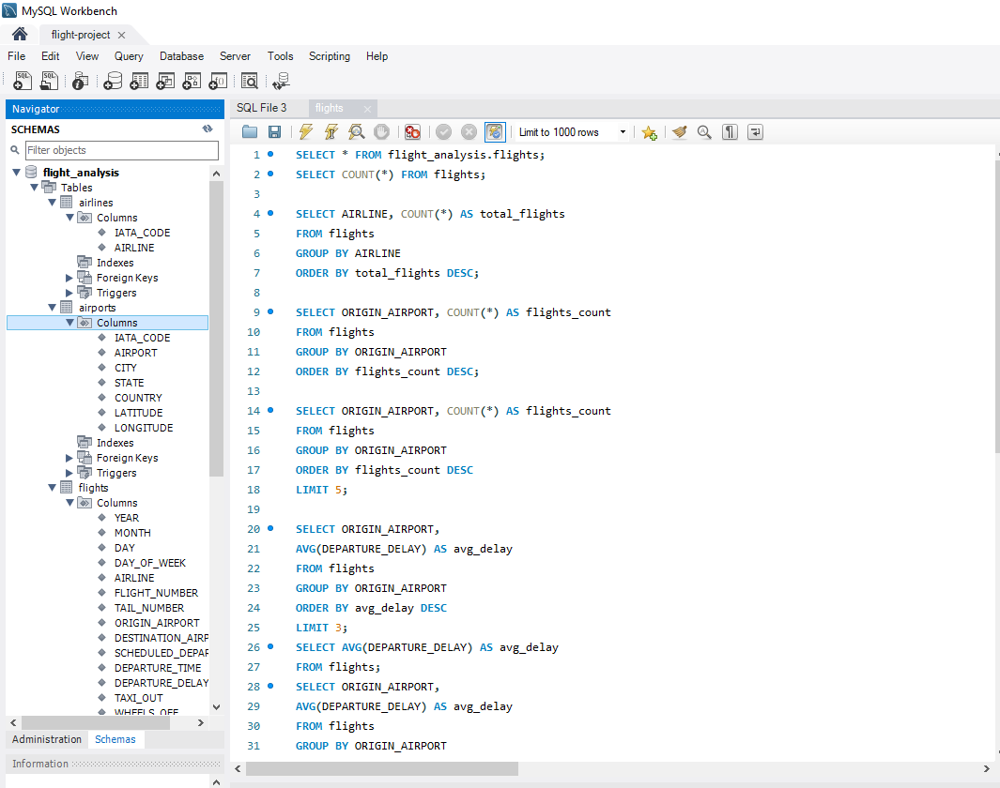 MySQL Workbench
flight-project
File Edit View Query Database Server Tools Scripting Help
Navigator
SCHEMAS
Filter objects
flight_analysis
Tables
airlines
Columns
IATA_CODE
AIRLINE
Indexes
Foreign Keys
Triggers
airports
Columns
IATA_CODE
AIRPORT
CITY
STATE
COUNTRY
LATITUDE
LONGITUDE
Indexes
Foreign Keys
Triggers
flights
Columns
YEAR
MONTH
DAY
DAY_OF_WEEK
AIRLINE
FLIGHT_NUMBER
TAIL_NUMBER
ORIGIN_AIRPORT
DESTINATION_AIRP
SCHEDULED_DEPAR
DEPARTURE_TIME
DEPARTURE_DELAY
TAXI_OUT
WHEELS_OFF
Administration Schemas
Information
SQL File 3 flights
Limit to 1000 rows
1 SELECT * FROM flight_analysis.flights;
2 SELECT COUNT(*) FROM flights;
3
4 SELECT AIRLINE, COUNT(*) AS total_flights
5 FROM flights
6 GROUP BY AIRLINE
7 ORDER BY total_flights DESC;
8
9 SELECT ORIGIN_AIRPORT, COUNT(*) AS flights_count
10 FROM flights
11 GROUP BY ORIGIN_AIRPORT
12 ORDER BY flights_count DESC;
13
14 SELECT ORIGIN_AIRPORT, COUNT(*) AS flights_count
15 FROM flights
16 GROUP BY ORIGIN_AIRPORT
17 ORDER BY flights_count DESC
18 LIMIT 5;
19
20 SELECT ORIGIN_AIRPORT,
21 AVG(DEPARTURE_DELAY) AS avg_delay
22 FROM flights
23 GROUP BY ORIGIN_AIRPORT
24 ORDER BY avg_delay DESC
25 LIMIT 3;
26 SELECT AVG(DEPARTURE_DELAY) AS avg_delay
27 FROM flights;
28 SELECT ORIGIN_AIRPORT,
29 AVG(DEPARTURE_DELAY) AS avg_delay
30 FROM flights
31 GROUP BY ORIGIN_AIRPORT